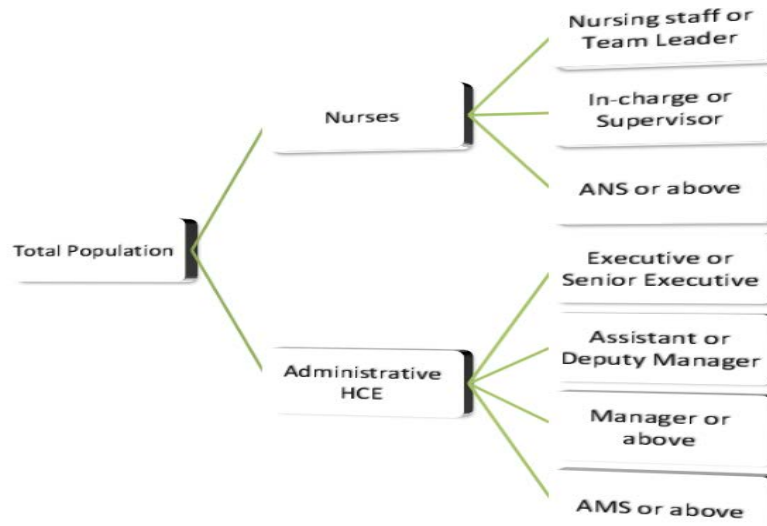 Total Population
Nurses
Administrative
HCE
Nursing staff or
Team Leader
In-charge or
Supervisor
ANS or above
Executive or
Senior Executive
Assistant or
Deputy Manager
Manager or
above
AMS or above